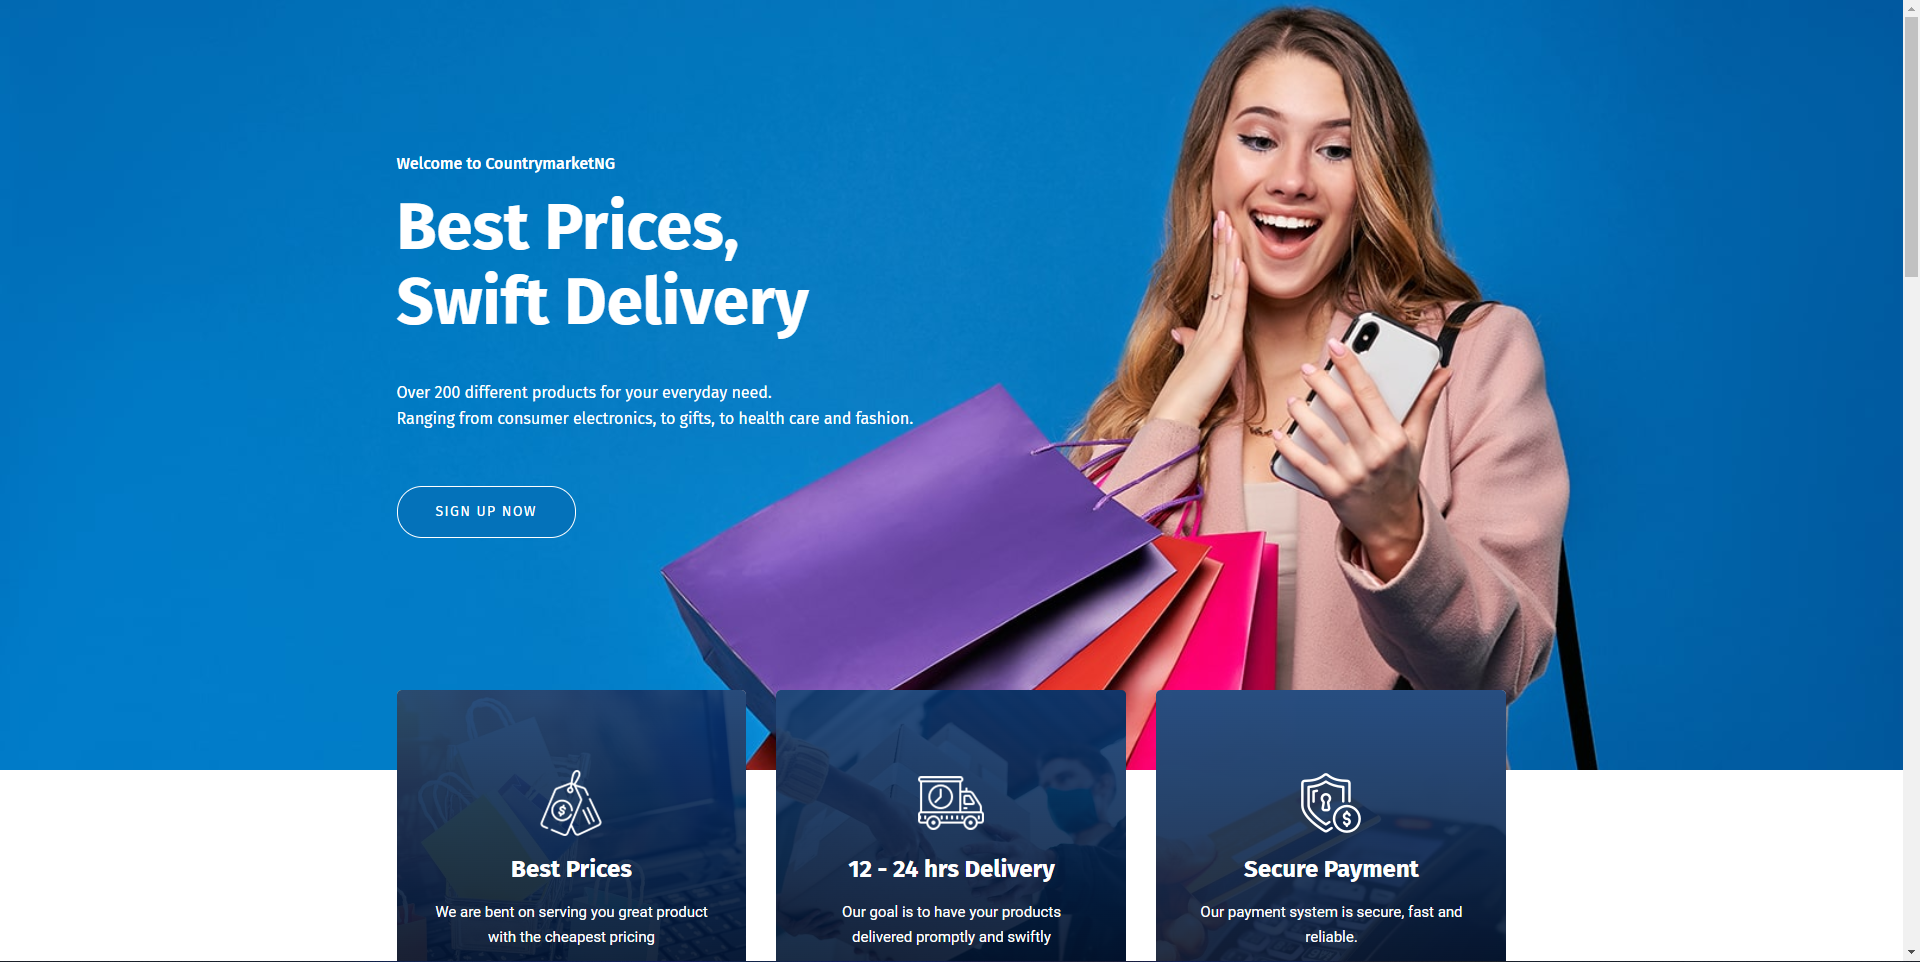 Welcome to CountrymarketNG
Best Prices,
Swift Delivery
Over 200 different products for your everyday need.
Ranging from consumer electronics, to gifts, to health care and fashion.
SIGN UP NOW
Best Prices
We are bent on serving you great product
with the cheapest pricing
12 - 24 hrs Delivery
Our goal is to have your products
delivered promptly and swiftly
Secure Payment
Our payment system is secure, fast and
reliable.